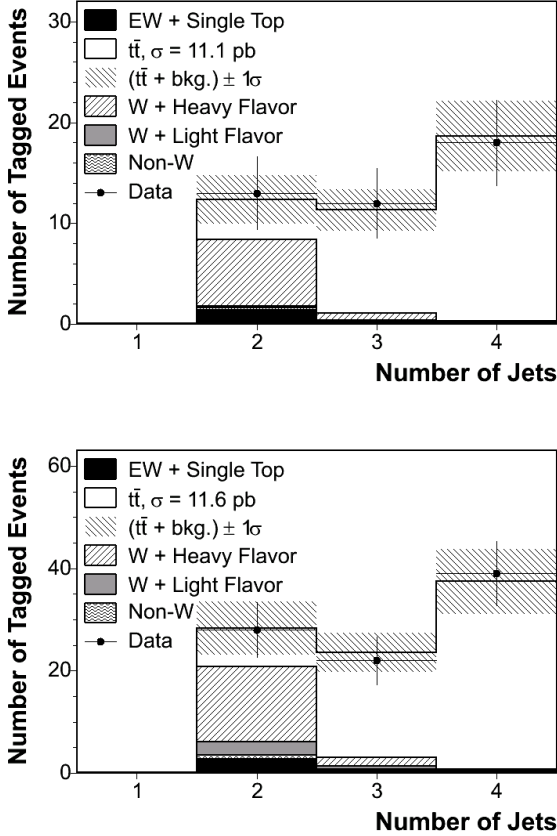 Number of Tagged Events
30
20
10
0
EW + Single Top
tt̄, σ = 11.1 pb
(tt̄ + bkg.) ± 1σ
W + Heavy Flavor
W + Light Flavor
Non-W
Data
1 2 3 4
Number of Jets
Number of Tagged Events
60
40
20
0
EW + Single Top
tt̄, σ = 11.6 pb
(tt̄ + bkg.) ± 1σ
W + Heavy Flavor
W + Light Flavor
Non-W
Data
1 2 3 4
Number of Jets